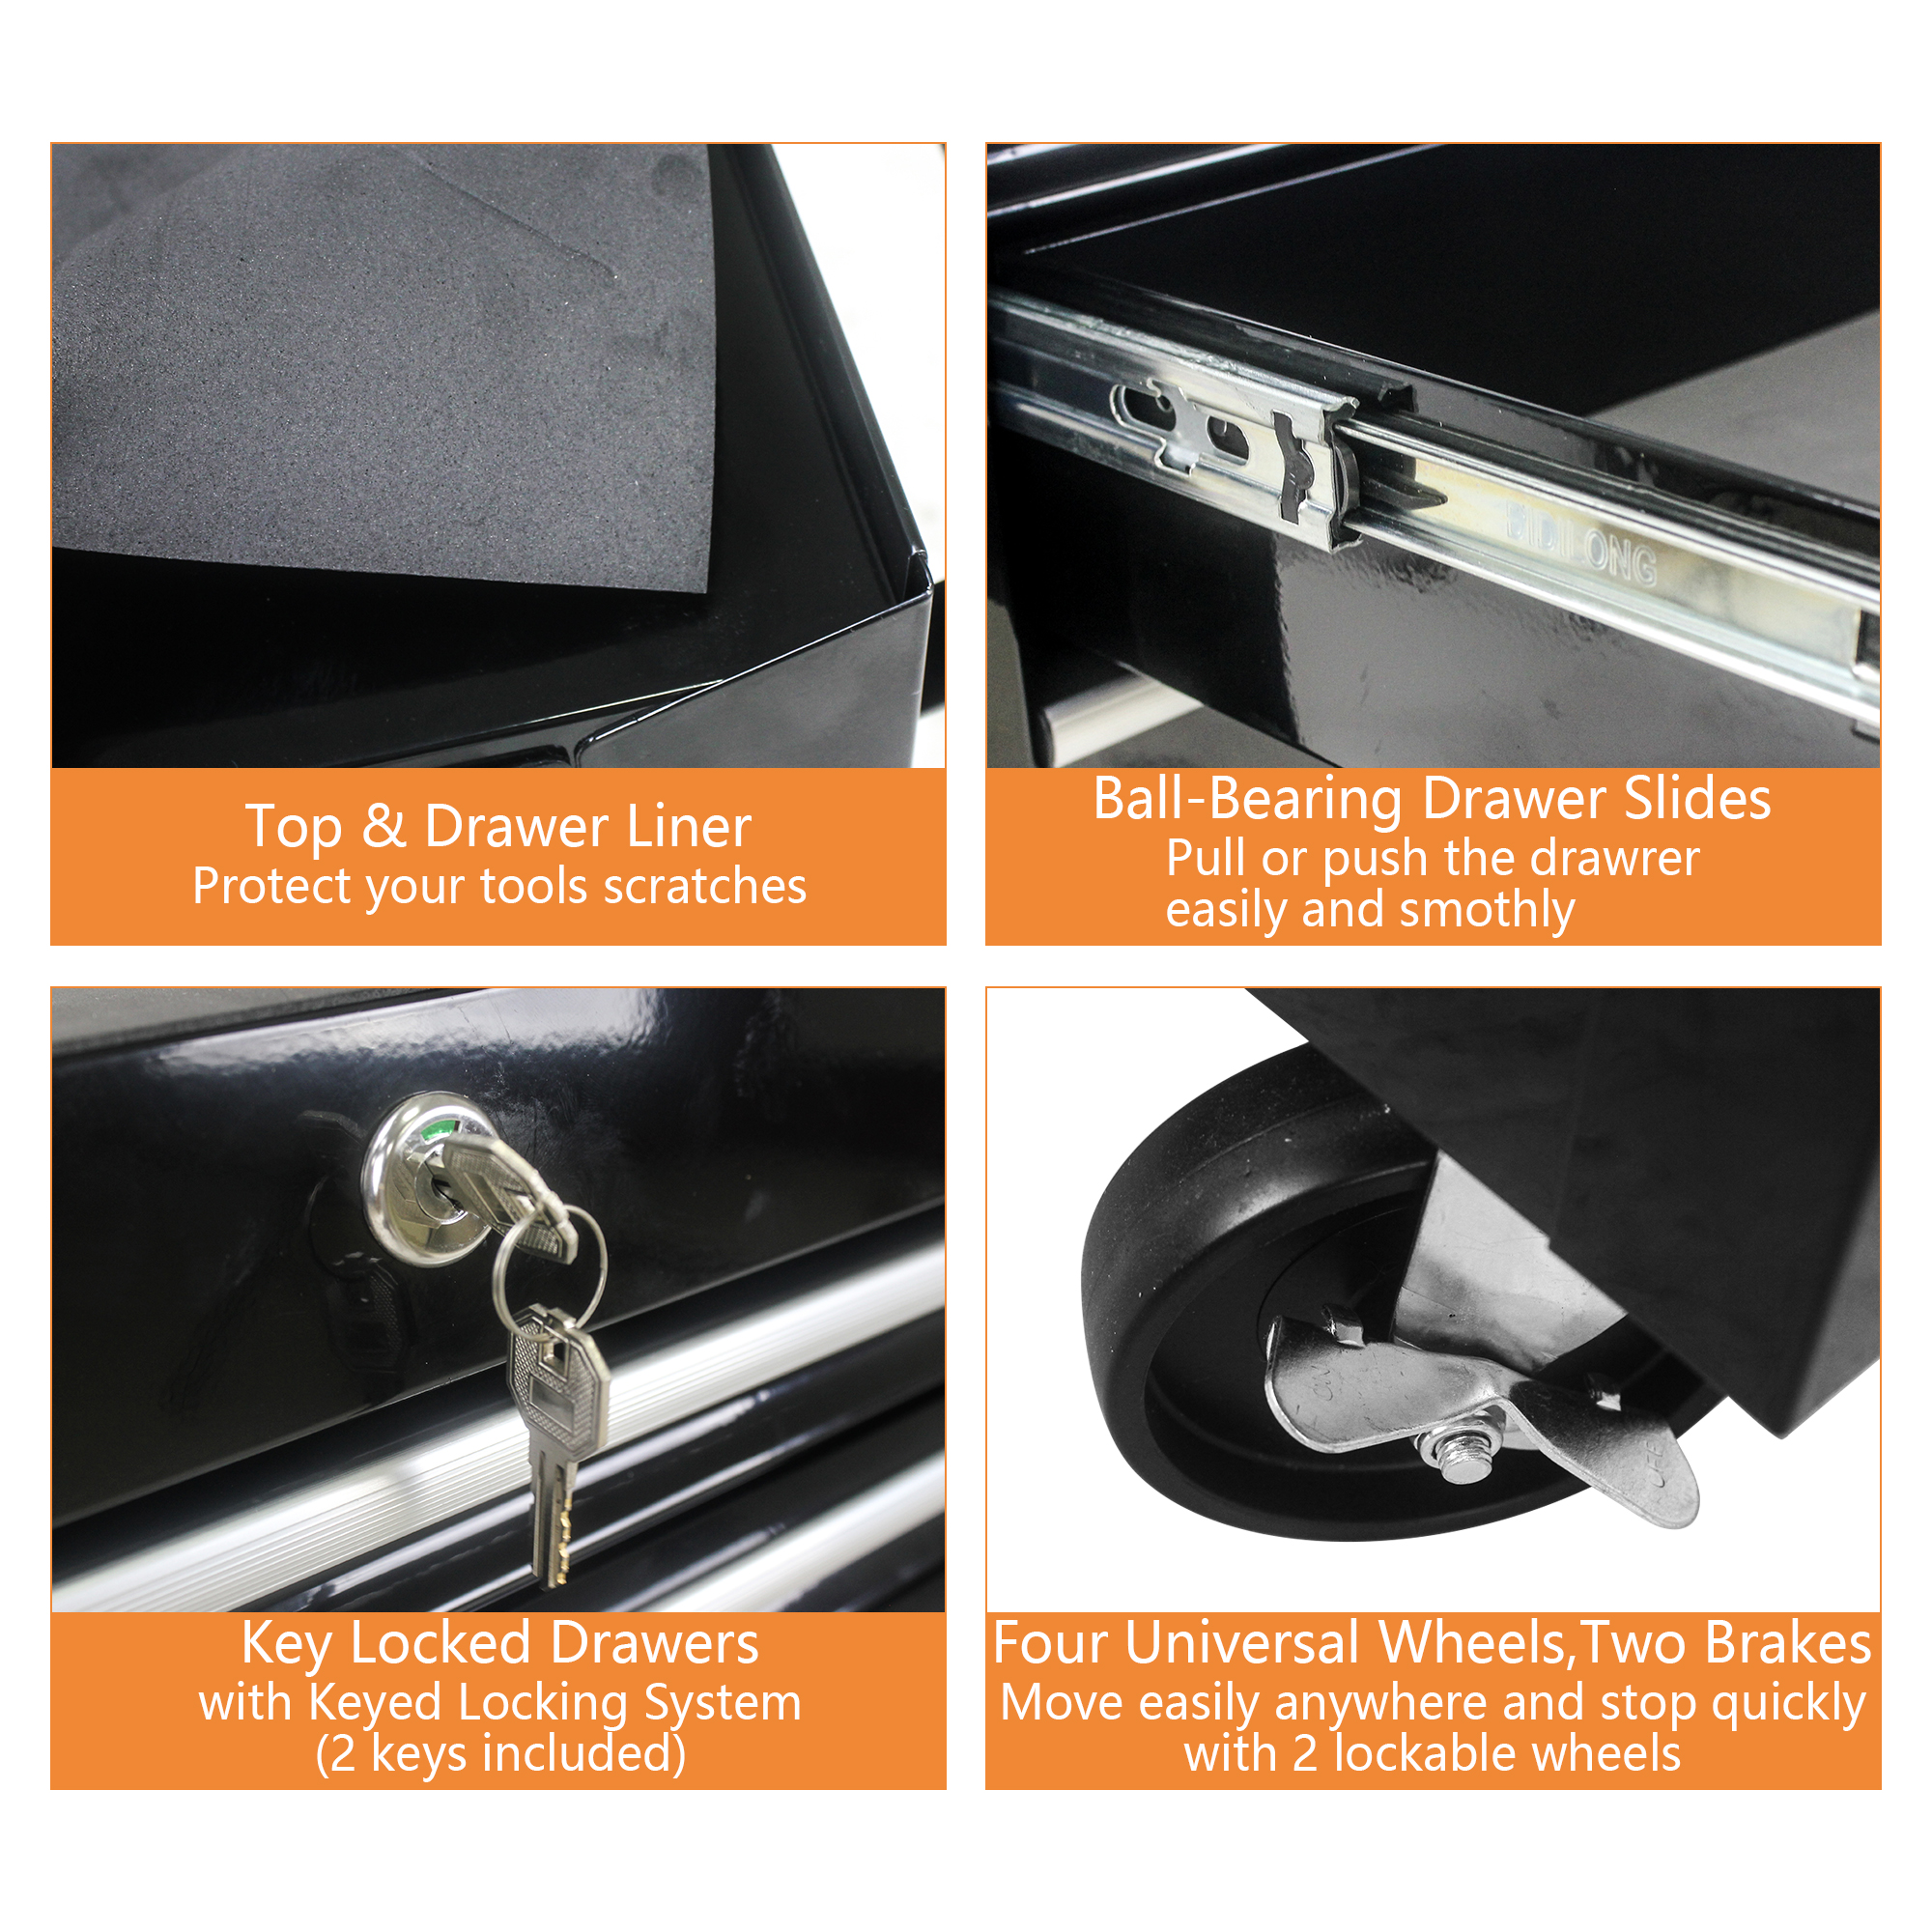 Top & Drawer Liner
Protect your tools scratches
Ball-Bearing Drawer Slides
Pull or push the drawrer
easily and smothly
Key Locked Drawers
with Keyed Locking System
(2 keys included)
Four Universal Wheels,Two Brakes
Move easily anywhere and stop quickly
with 2 lockable wheels